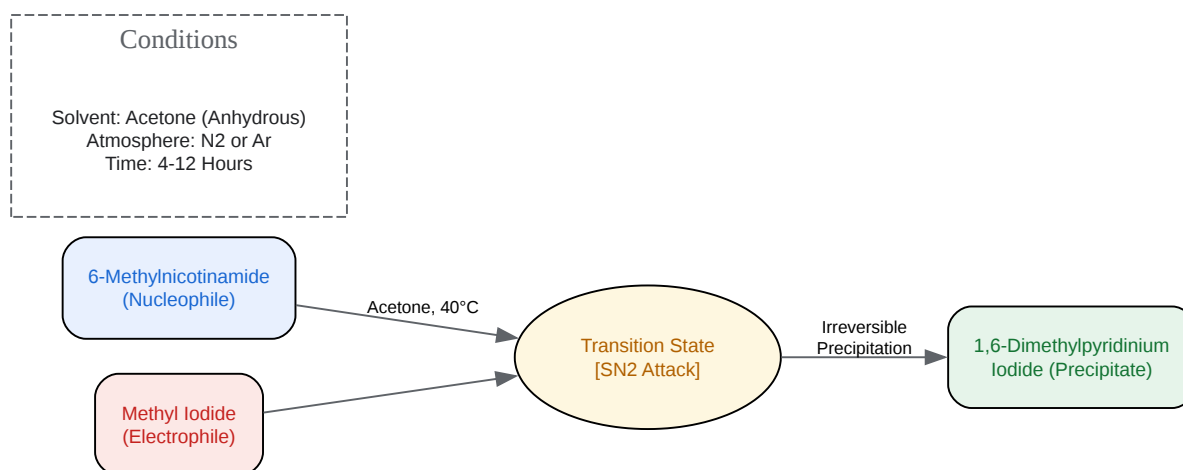 Conditions
Solvent: Acetone (Anhydrous)
Atmosphere: N2 or Ar
Time: 4-12 Hours
6-Methylnicotinamide
(Nucleophile)
Acetone, 40°C
Methyl Iodide
(Electrophile)
Transition State
[SN2 Attack]
Irreversible
Precipitation
1,6-Dimethylpyridinium
Iodide (Precipitate)